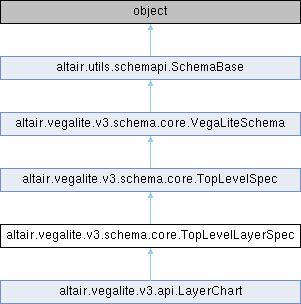 object
altair.utils.schemapi.SchemaBase
altair.vegalite.v3.schema.core.VegaLiteSchema
altair.vegalite.v3.schema.core.TopLevelSpec
altair.vegalite.v3.schema.core.TopLevelLayerSpec
altair.vegalite.v3.api.LayerChart